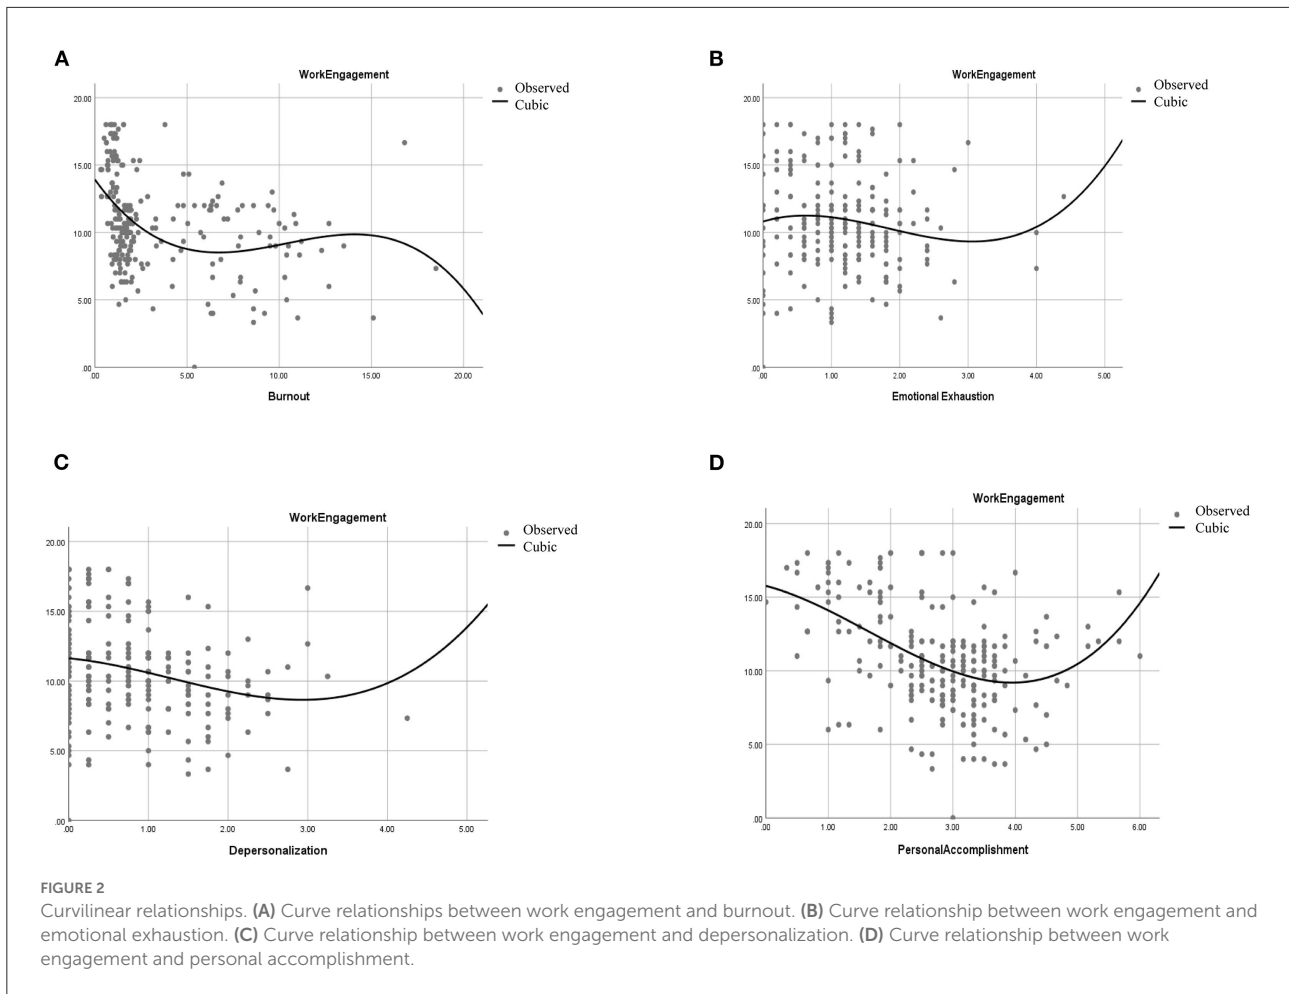 A
WorkEngagement
Observed
Cubic
20.00
15.00
10.00
5.00
.00
.00 5.00 10.00 15.00 20.00
Burnout
B
WorkEngagement
Observed
Cubic
20.00
15.00
10.00
5.00
.00
.00 1.00 2.00 3.00 4.00 5.00
Emotional Exhaustion
C
WorkEngagement
Observed
Cubic
20.00
15.00
10.00
5.00
.00
.00 1.00 2.00 3.00 4.00 5.00
Depersonalization
D
WorkEngagement
Observed
Cubic
20.00
15.00
10.00
5.00
.00
.00 1.00 2.00 3.00 4.00 5.00 6.00
PersonalAccomplishment
FIGURE 2
Curvilinear relationships. (A) Curve relationships between work engagement and burnout. (B) Curve relationship between work engagement and
emotional exhaustion. (C) Curve relationship between work engagement and depersonalization. (D) Curve relationship between work
engagement and personal accomplishment.